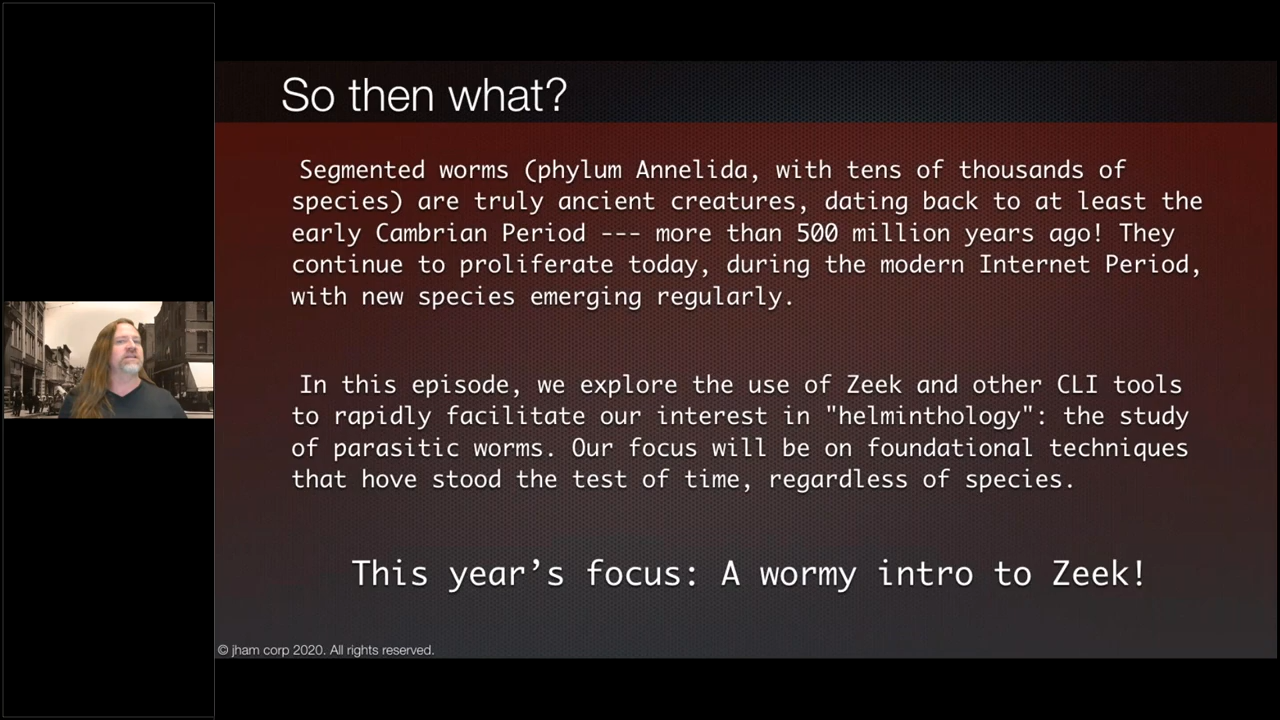 So then what?
Segmented worms (phylum Annelida, with tens of thousands of
species) are truly ancient creatures, dating back to at least the
early Cambrian Period --- more than 500 million years ago! They
continue to proliferate today, during the modern Internet Period,
with new species emerging regularly.
In this episode, we explore the use of Zeek and other CLI tools
to rapidly facilitate our interest in "helminthology": the study
of parasitic worms. Our focus will be on foundational techniques
that hove stood the test of time, regardless of species.
This year’s focus: A wormy intro to Zeek!
© jham corp 2020. All rights reserved.